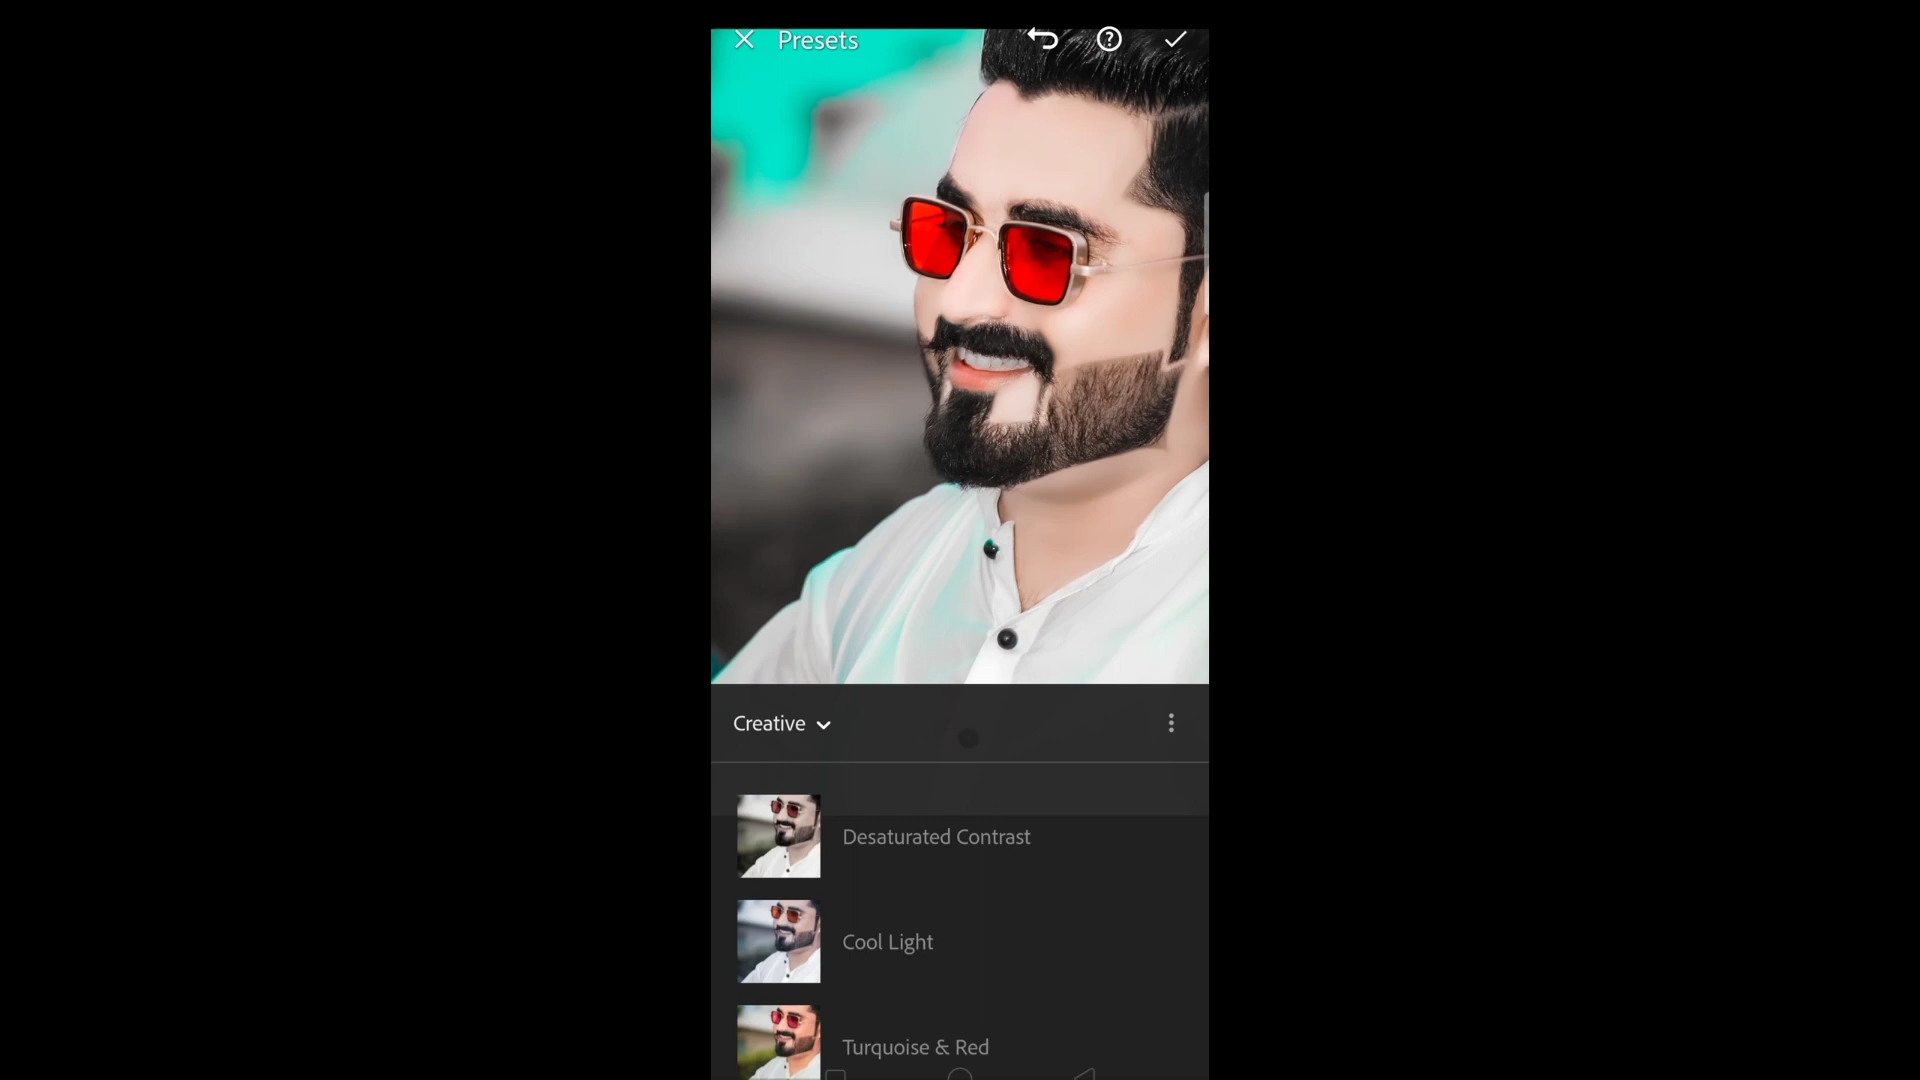 Presets
Creative
Desaturated Contrast
Cool Light
Turquoise & Red